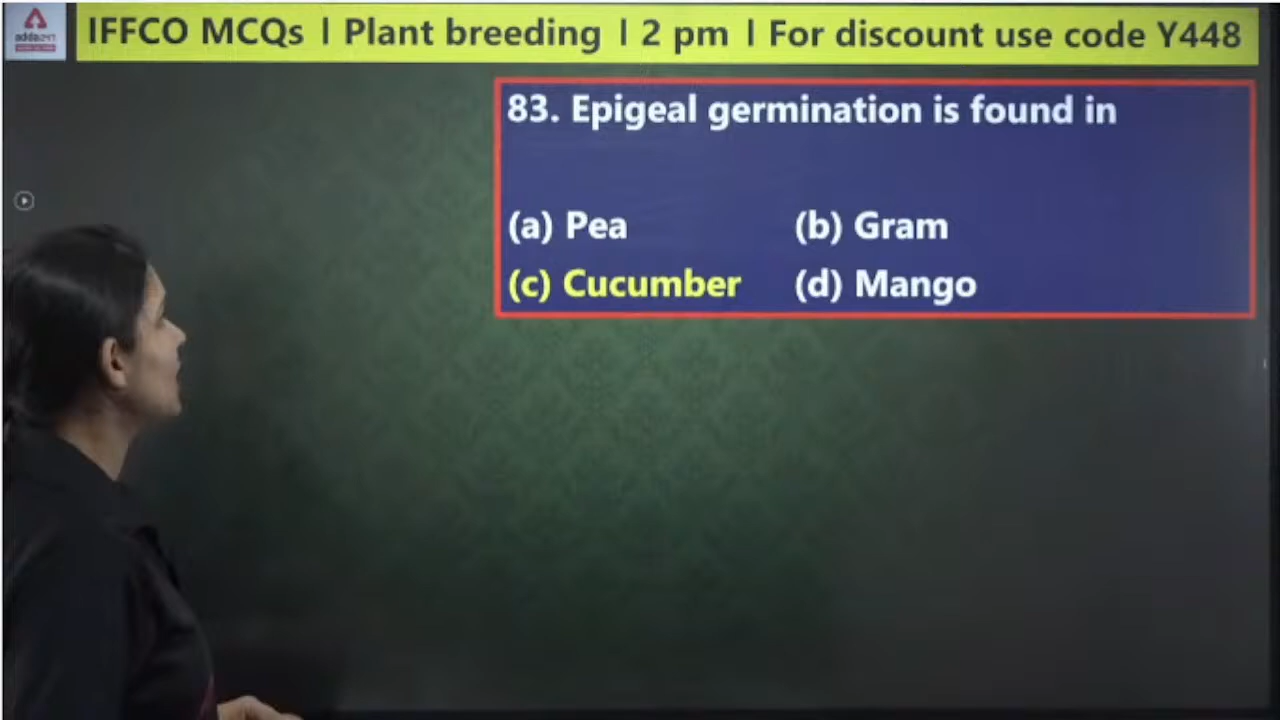 adda247
IFFCO MCQs I Plant breeding I 2 pm I For discount use code Y448
83. Epigeal germination is found in
(a) Pea (b) Gram
(c) Cucumber (d) Mango